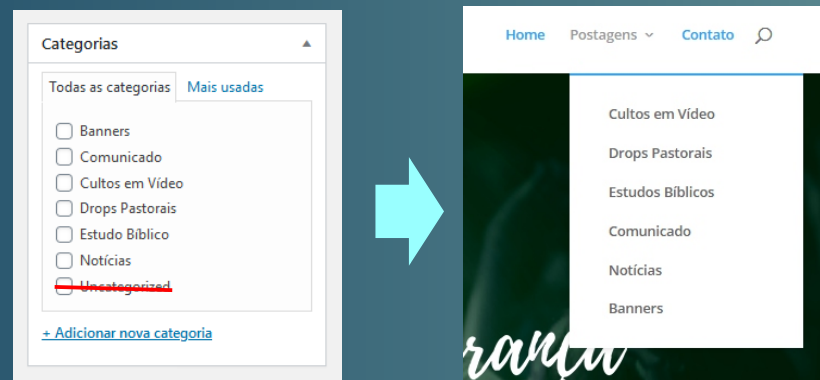 Categorias
Todas as categorias Mais usadas
Banners
Comunicado
Cultos em Vídeo
Drops Pastorais
Estudo Bíblico
Notícias
Uncategorized
+ Adicionar nova categoria
Home Postagens Contato
Cultos em Vídeo
Drops Pastorais
Estudos Bíblicos
Comunicado
Notícias
Banners
rança